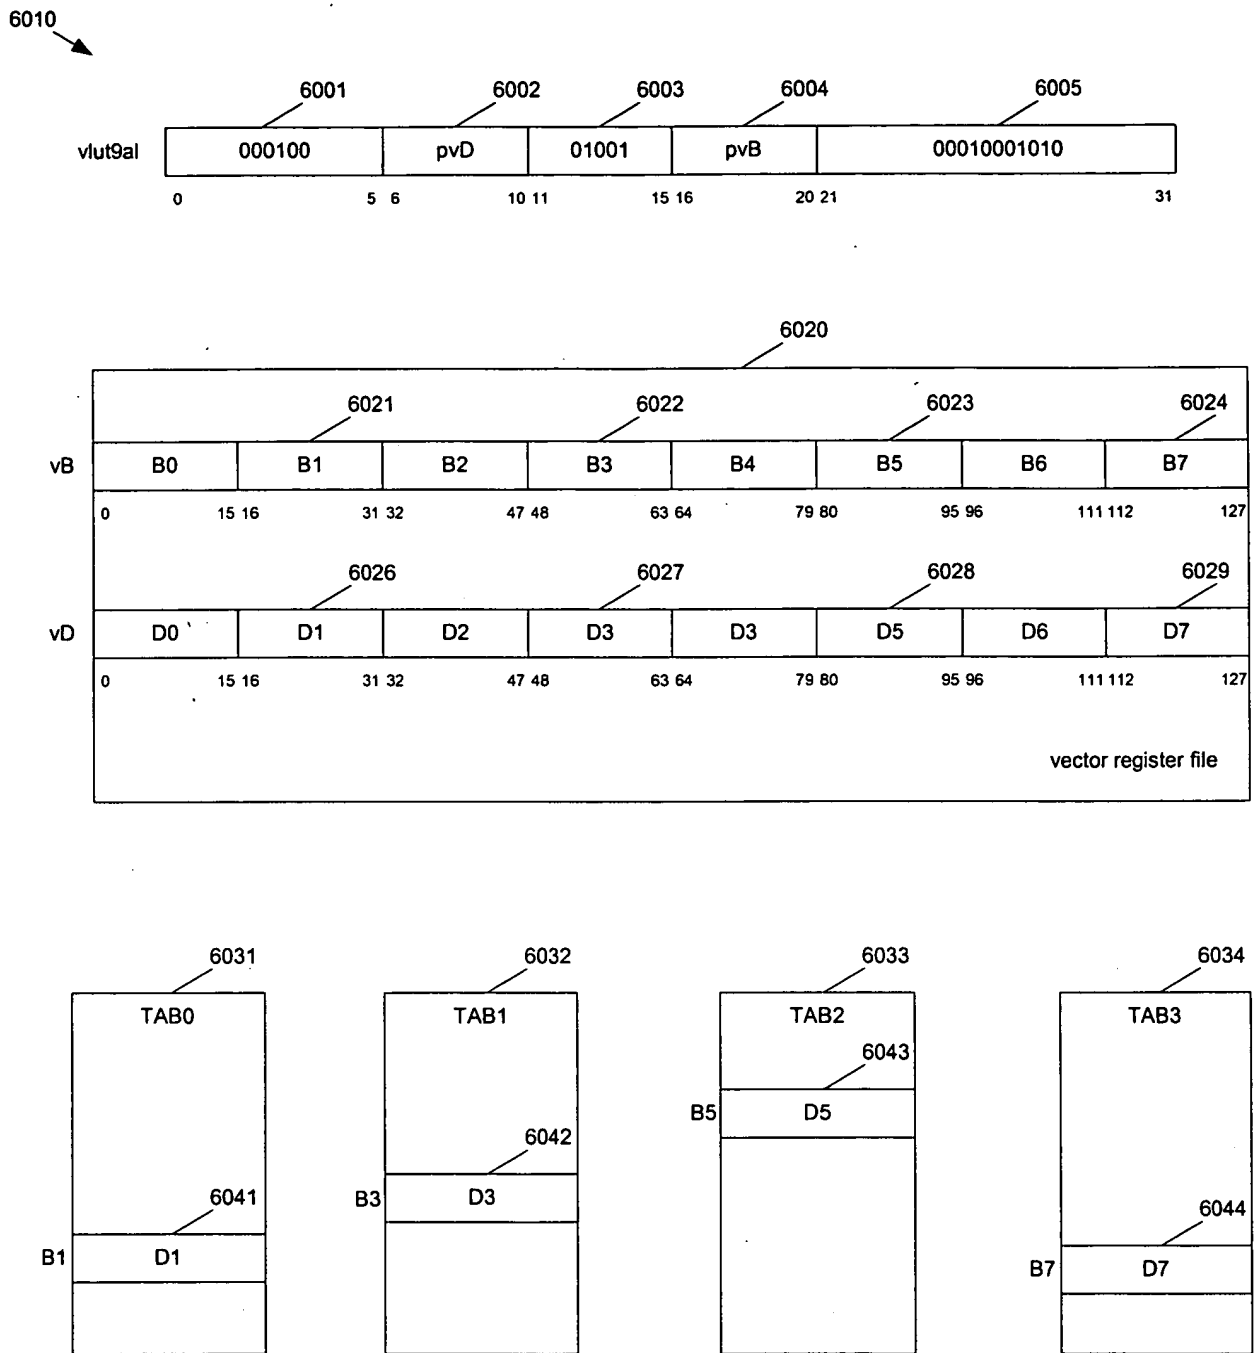 6010
6001 6002 6003 6004 6005
vlut9al 000100 pvD 01001 pvB 00010001010
0 5 6 10 11 15 16 20 21 31
6020
6021 6022 6023 6024
vB B0 B1 B2 B3 B4 B5 B6 B7
0 15 16 31 32 47 48 63 64 79 80 95 96 111 112 127
6026 6027 6028 6029
vD D0 D1 D2 D3 D3 D5 D6 D7
0 15 16 31 32 47 48 63 64 79 80 95 96 111 112 127
vector register file
6031 6032 6033 6034
TAB0 TAB1 TAB2 TAB3
6043
B5 D5
6042
B3 D3
6041 6044
B1 D1 B7 D7